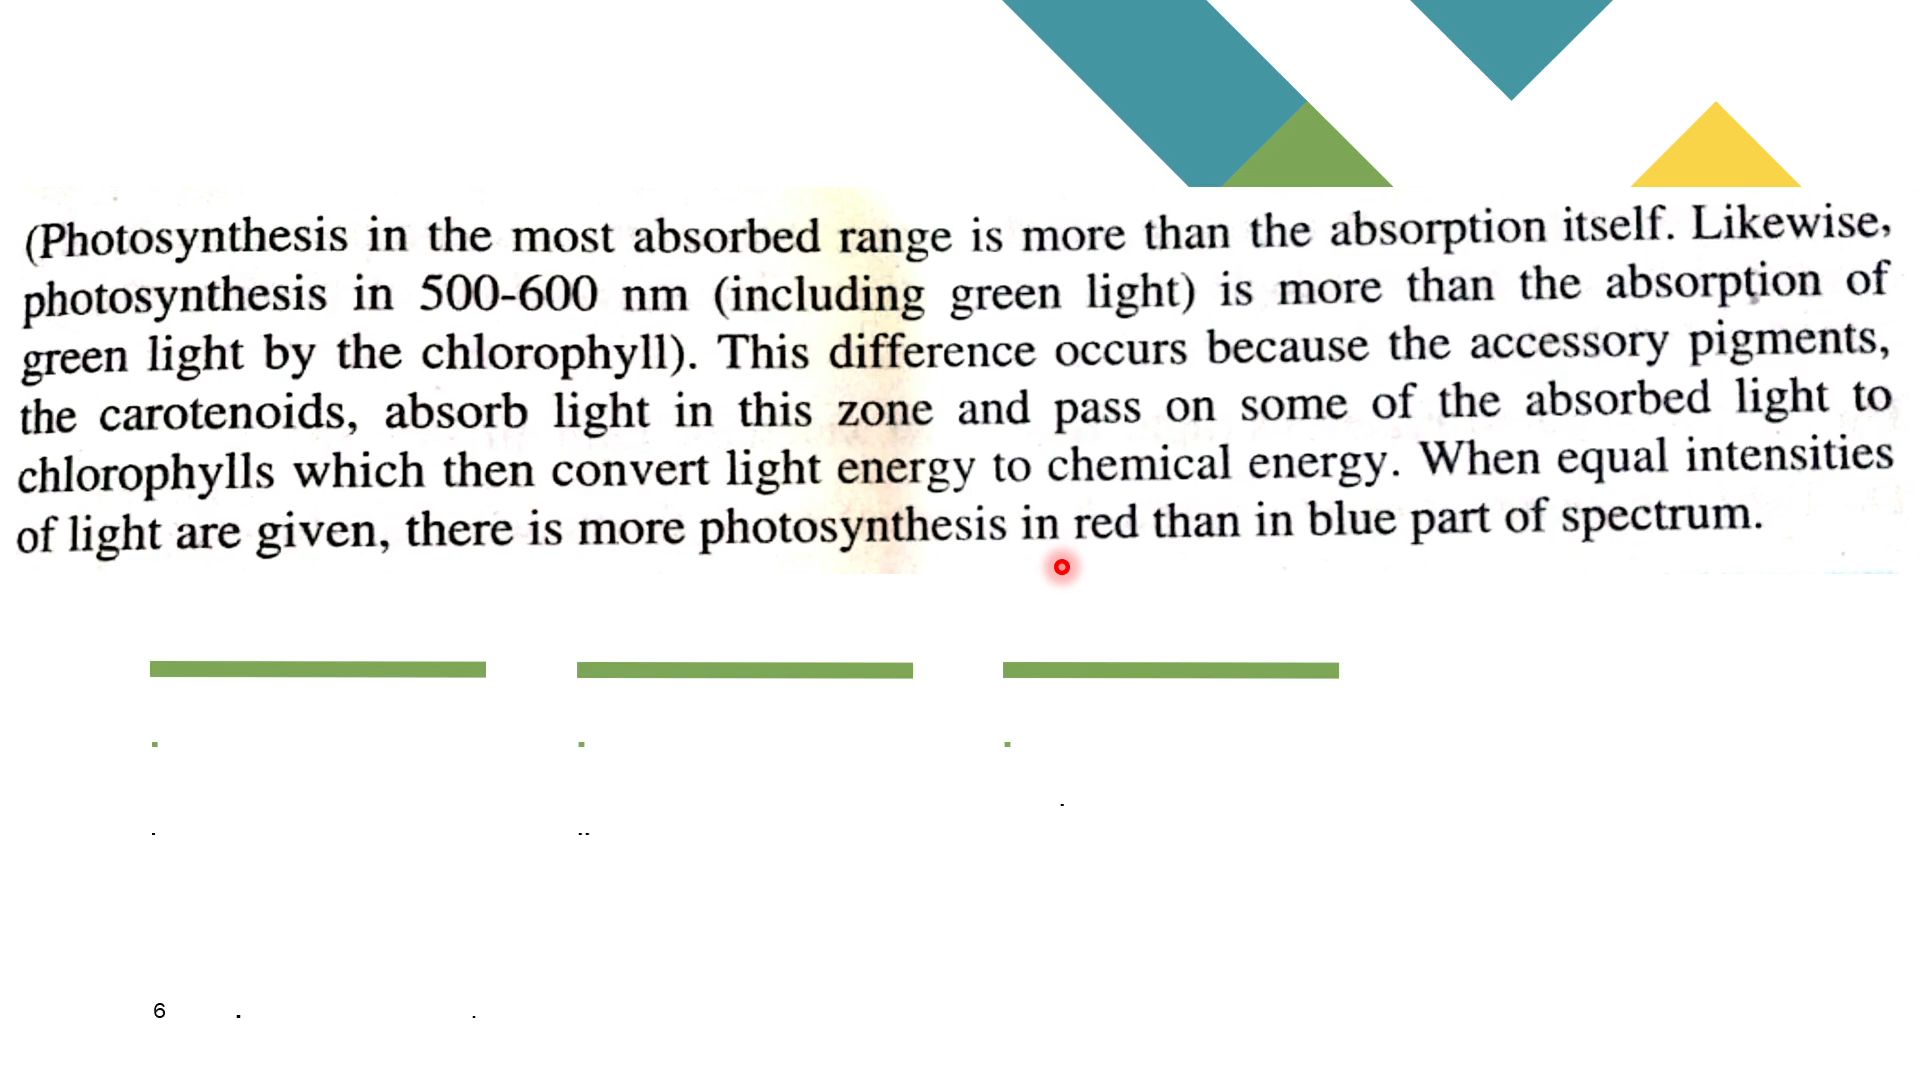 (Photosynthesis in the most absorbed range is more than the absorption itself. Likewise,
photosynthesis in 500-600 nm (including green light) is more than the absorption of
green light by the chlorophyll). This difference occurs because the accessory pigments,
the carotenoids, absorb light in this zone and pass on some of the absorbed light to
chlorophylls which then convert light energy to chemical energy. When equal intensities
of light are given, there is more photosynthesis in red than in blue part of spectrum.
.
.
.
.
.
..
6 . .